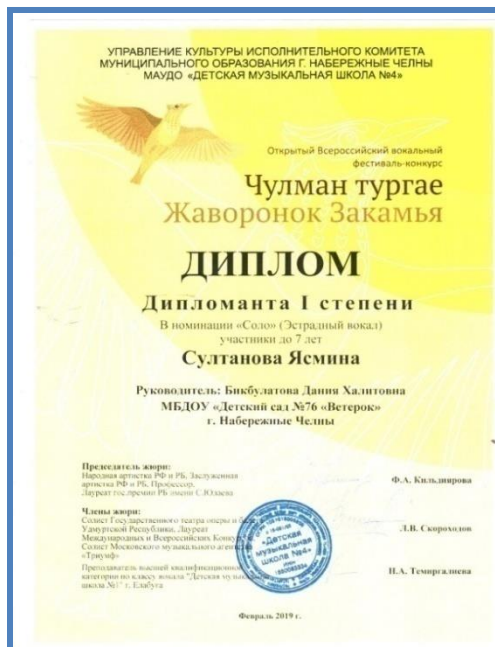 УПРАВЛЕНИЕ КУЛЬТУРЫ ИСПОЛНИТЕЛЬНОГО КОМИТЕТА
МУНИЦИПАЛЬНОГО ОБРАЗОВАНИЯ Г. НАБЕРЕЖНЫЕ ЧЕЛНЫ
МАУДО «ДЕТСКАЯ МУЗЫКАЛЬНАЯ ШКОЛА №4»
Открытый Всероссийский вокальный
фестиваль-конкурс
Чулман тургае
Жаворонок Закамья
ДИПЛОМ
Дипломанта I степени
В номинации «Соло» (Эстрадный вокал)
участники до 7 лет
Султанова Ясмина
Руководитель: Бикбулатова Дания Халитовна
МБДОУ «Детский сад №76 «Ветерок»
г. Набережные Челны
Председатель жюри:
Народная артистка РФ и РБ, Заслуженная
артистка РФ и РБ, Профессор,
Лауреат гос.премии РБ имени С.Юлаева
Ф.А. Кильдиярова
Члены жюри:
Солист Государственного театра оперы и
Удмуртской Республики, Лауреат
Международных и Всероссийских
Солист Московского музыкального
«Триумф»
Л.В. Скороходов
Преподаватель высшей квалификационной
категории по классу вокала "Детская
школа №1" г. Елабуга
Н.А. Темиргалиева
«Детская
музыкальная
школа №4»
Февраль 2019 г.